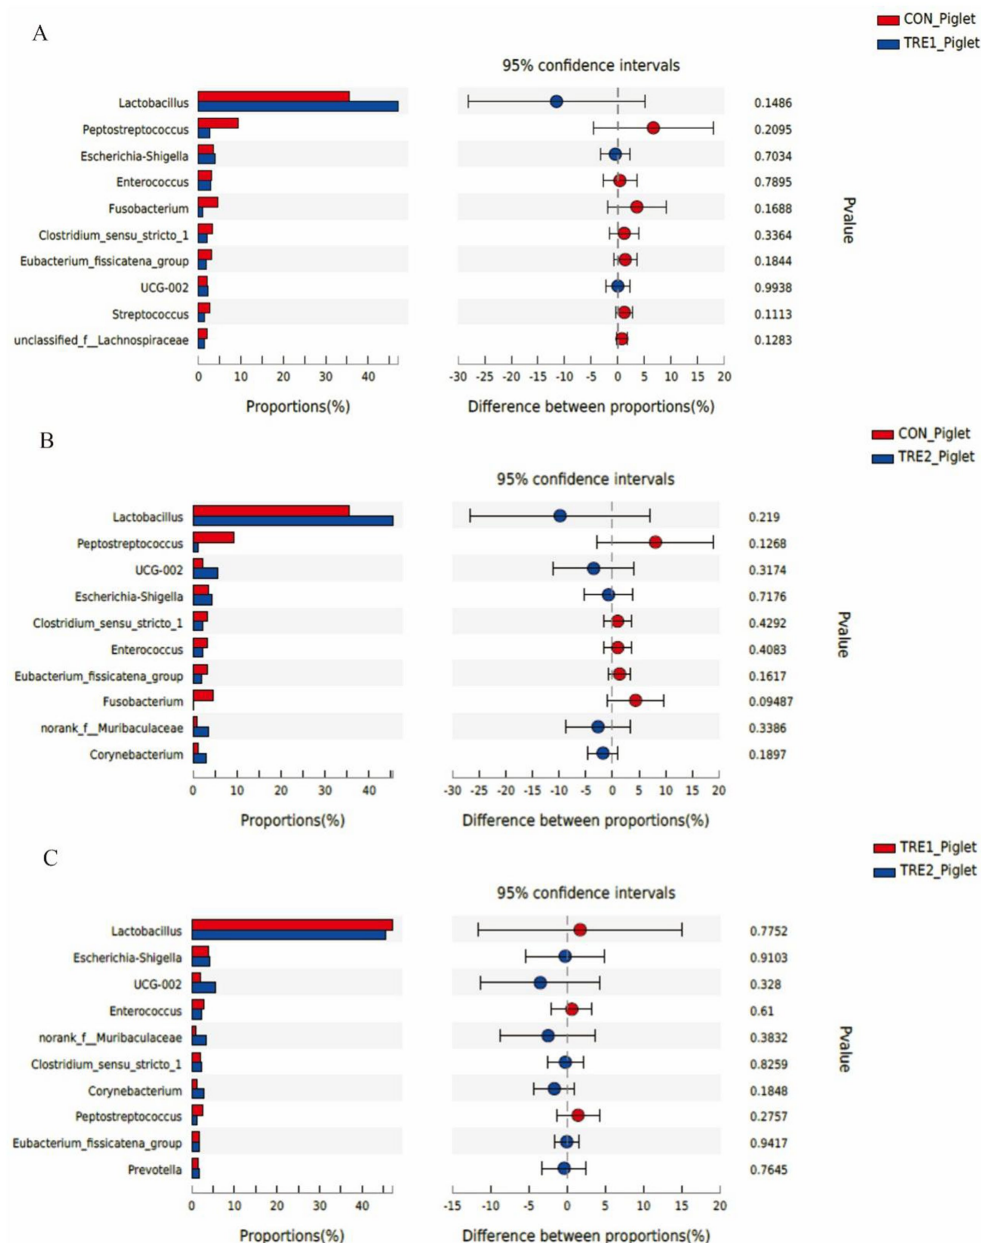 A
CON_Piglet
TRE1_Piglet
95% confidence intervals
Lactobacillus
0.1486
Peptostreptococcus
0.2095
Escherichia-Shigella
0.7034
Enterococcus
0.7895
Fusobacterium
0.1688
Clostridium_sensu_stricto_1
0.3364
Eubacterium_fissicatena_group
0.1844
UCG-002
0.9938
Streptococcus
0.1113
unclassified_f__Lachnospiraceae
0.1283
Pvalue
0 10 20 30 40
-30 -25 -20 -15 -10 -5 0 5 10 15 20
Proportions(%)
Difference between proportions(%)
B
CON_Piglet
TRE2_Piglet
95% confidence intervals
Lactobacillus
0.219
Peptostreptococcus
0.1268
UCG-002
0.3174
Escherichia-Shigella
0.7176
Clostridium_sensu_stricto_1
0.4292
Enterococcus
0.4083
Eubacterium_fissicatena_group
0.1617
Fusobacterium
0.09487
norank_f__Muribaculaceae
0.3386
Corynebacterium
0.1897
Pvalue
0 10 20 30 40
-30 -25 -20 -15 -10 -5 0 5 10 15 20
Proportions(%)
Difference between proportions(%)
C
TRE1_Piglet
TRE2_Piglet
95% confidence intervals
Lactobacillus
0.7752
Escherichia-Shigella
0.9103
UCG-002
0.328
Enterococcus
0.61
norank_f__Muribaculaceae
0.3832
Clostridium_sensu_stricto_1
0.8259
Corynebacterium
0.1848
Peptostreptococcus
0.2757
Eubacterium_fissicatena_group
0.9417
Prevotella
0.7645
Pvalue
0 10 20 30 40
-15 -10 -5 0 5 10 15 20
Proportions(%)
Difference between proportions(%)